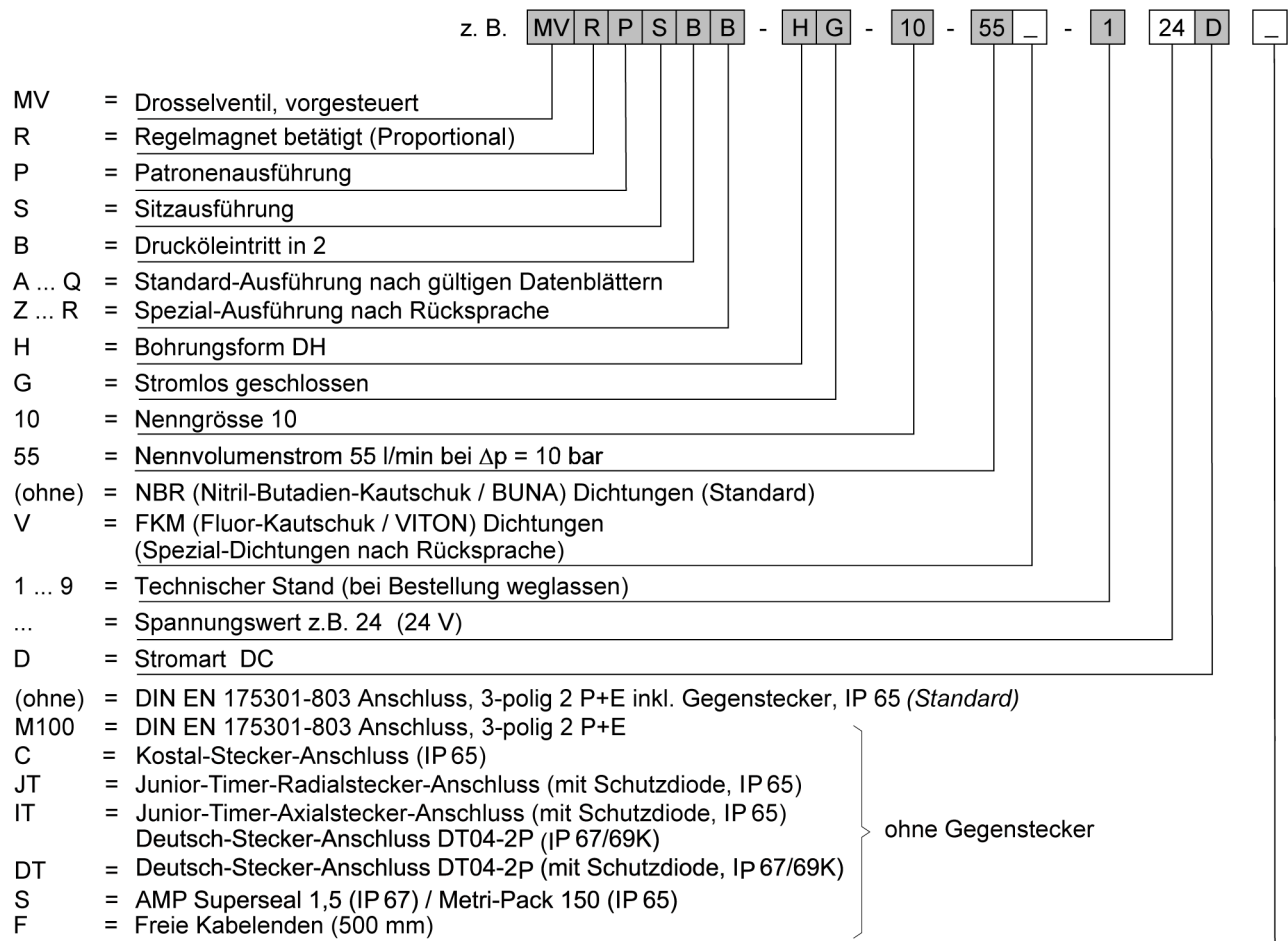 z. B. MV R P S B B - H G - 10 - 55 _ - 1 24 D _
MV = Drosselventil, vorgesteuert
R = Regelmagnet betätigt (Proportional)
P = Patronenausführung
S = Sitzausführung
B = Drucköleintritt in 2
A ... Q = Standard-Ausführung nach gültigen Datenblättern
Z ... R = Spezial-Ausführung nach Rücksprache
H = Bohrungsform DH
G = Stromlos geschlossen
10 = Nenngrösse 10
55 = Nennvolumenstrom 55 l/min bei Δp = 10 bar
(ohne) = NBR (Nitril-Butadien-Kautschuk / BUNA) Dichtungen (Standard)
V = FKM (Fluor-Kautschuk / VITON) Dichtungen
(Spezial-Dichtungen nach Rücksprache)
1 ... 9 = Technischer Stand (bei Bestellung weglassen)
... = Spannungswert z.B. 24 (24 V)
D = Stromart DC
(ohne) = DIN EN 175301-803 Anschluss, 3-polig 2 P+E inkl. Gegenstecker, IP 65 (Standard)
M100 = DIN EN 175301-803 Anschluss, 3-polig 2 P+E
C = Kostal-Stecker-Anschluss (IP 65)
JT = Junior-Timer-Radialstecker-Anschluss (mit Schutzdiode, IP 65)
IT = Junior-Timer-Axialstecker-Anschluss (mit Schutzdiode, IP 65)
Deutsch-Stecker-Anschluss DT04-2P (IP 67/69K)
DT = Deutsch-Stecker-Anschluss DT04-2P (mit Schutzdiode, IP 67/69K)
S = AMP Superseal 1,5 (IP 67) / Metri-Pack 150 (IP 65)
F = Freie Kabelenden (500 mm)
ohne Gegenstecker